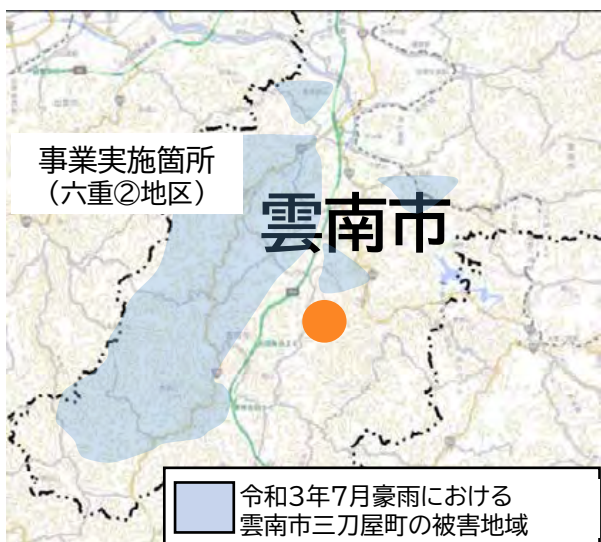 事業実施箇所
（六重②地区）
雲南市
令和3年7月豪雨における
雲南市三刀屋町の被害地域